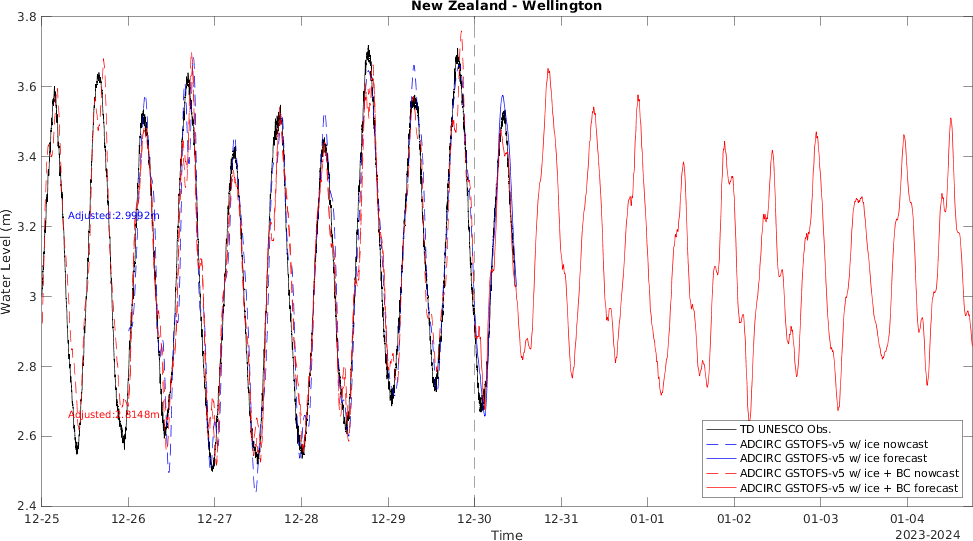 New Zealand - Wellington
3.8
3.6
3.4
3.2
3
2.8
2.6
2.4
Water Level (m)
Adjusted:2.9992m
Adjusted:2.8148m
TD UNESCO Obs.
ADCIRC GSTOFS-v5 w/ ice nowcast
ADCIRC GSTOFS-v5 w/ ice forecast
ADCIRC GSTOFS-v5 w/ ice + BC nowcast
ADCIRC GSTOFS-v5 w/ ice + BC forecast
12-25 12-26 12-27 12-28 12-29 12-30 12-31 01-01 01-02 01-03 01-04
Time
2023-2024